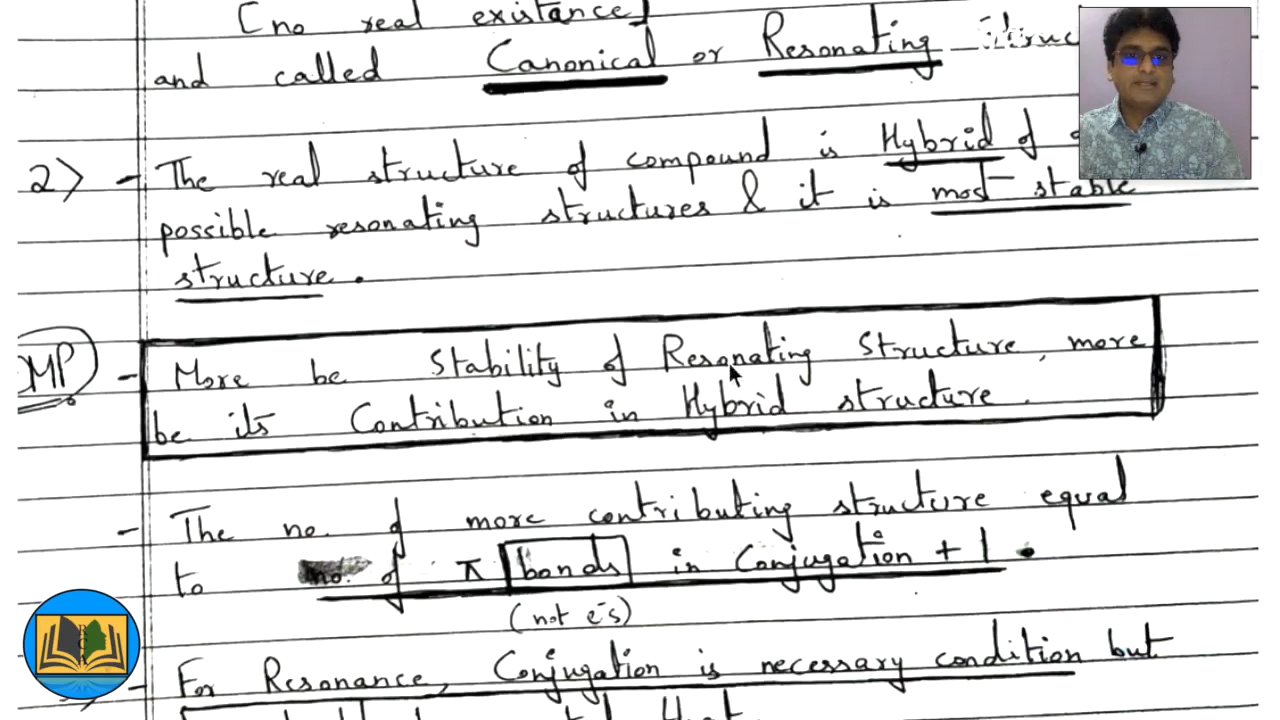 [no real existance]
and called Canonical or Resonating Struc
2) - The real structure of compound is Hybrid of
possible resonating structures & it is most stable
structure.
MP - More be Stability of Resonating Structure, more
be its Contribution in Hybrid structure.
- The no. of more contributing structure equal
to no. of π bonds in Conjugation + 1.
(not e⁻s)
- For Resonance, Conjugation is necessary condition but